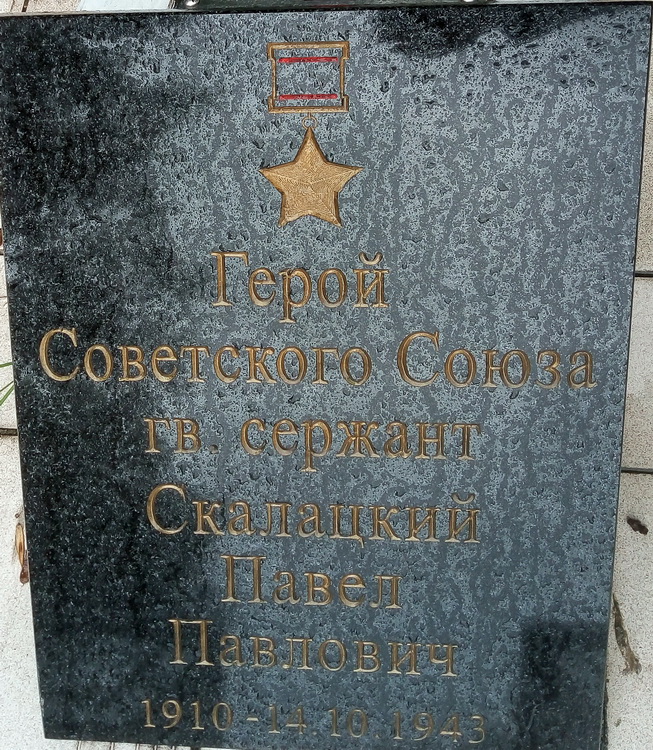 Герой
Советского Союза
гв. сержант
Скалацкий
Павел
Павлович
1910-14.10.1943